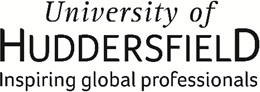 University of
HUDDERSFIELD
Inspiring global professionals